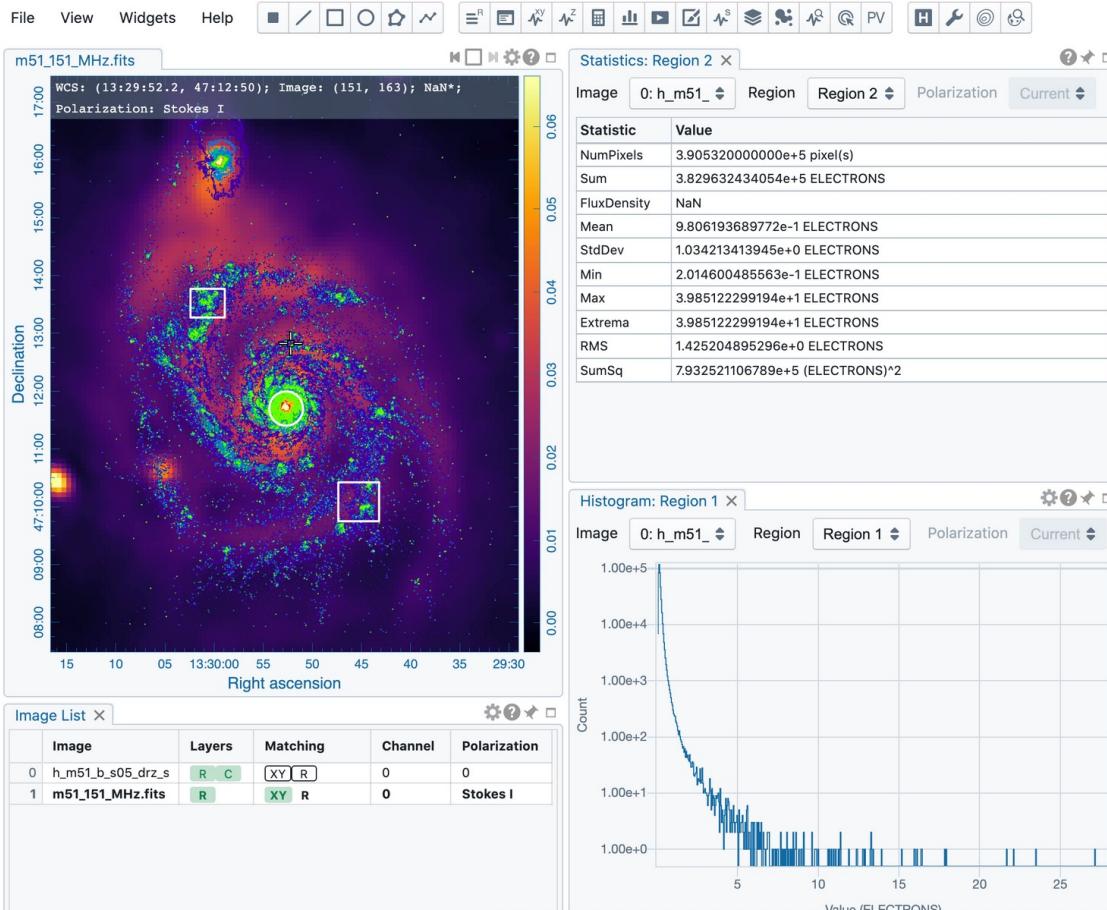 File View Widgets Help
R XY Z S PV H
m51_151_MHz.fits
WCS: (13:29:52.2, 47:12:50); Image: (151, 163); NaN*;
Polarization: Stokes I
17:00
16:00
15:00
14:00
13:00
12:00
11:00
47:10:00
09:00
08:00
Declination
15 10 05 13:30:00 55 50 45 40 35 29:30
Right ascension
0.06
0.05
0.04
0.03
0.02
0.01
0.00
Image List
Image Layers Matching Channel Polarization
0 h_m51_b_s05_drz_s R C XY R 0 0
1 m51_151_MHz.fits R XY R 0 Stokes I
Statistics: Region 2
Image 0: h_m51_ Region Region 2 Polarization Current
Statistic Value
NumPixels 3.905320000000e+5 pixel(s)
Sum 3.829632434054e+5 ELECTRONS
FluxDensity NaN
Mean 9.806193689772e-1 ELECTRONS
StdDev 1.034213413945e+0 ELECTRONS
Min 2.014600485563e-1 ELECTRONS
Max 3.985122299194e+1 ELECTRONS
Extrema 3.985122299194e+1 ELECTRONS
RMS 1.425204895296e+0 ELECTRONS
SumSq 7.932521106789e+5 (ELECTRONS)^2
Histogram: Region 1
Image 0: h_m51_ Region Region 1 Polarization Current
1.00e+5
1.00e+4
1.00e+3
1.00e+2
1.00e+1
1.00e+0
Count
5 10 15 20 25
Value (ELECTRONS)